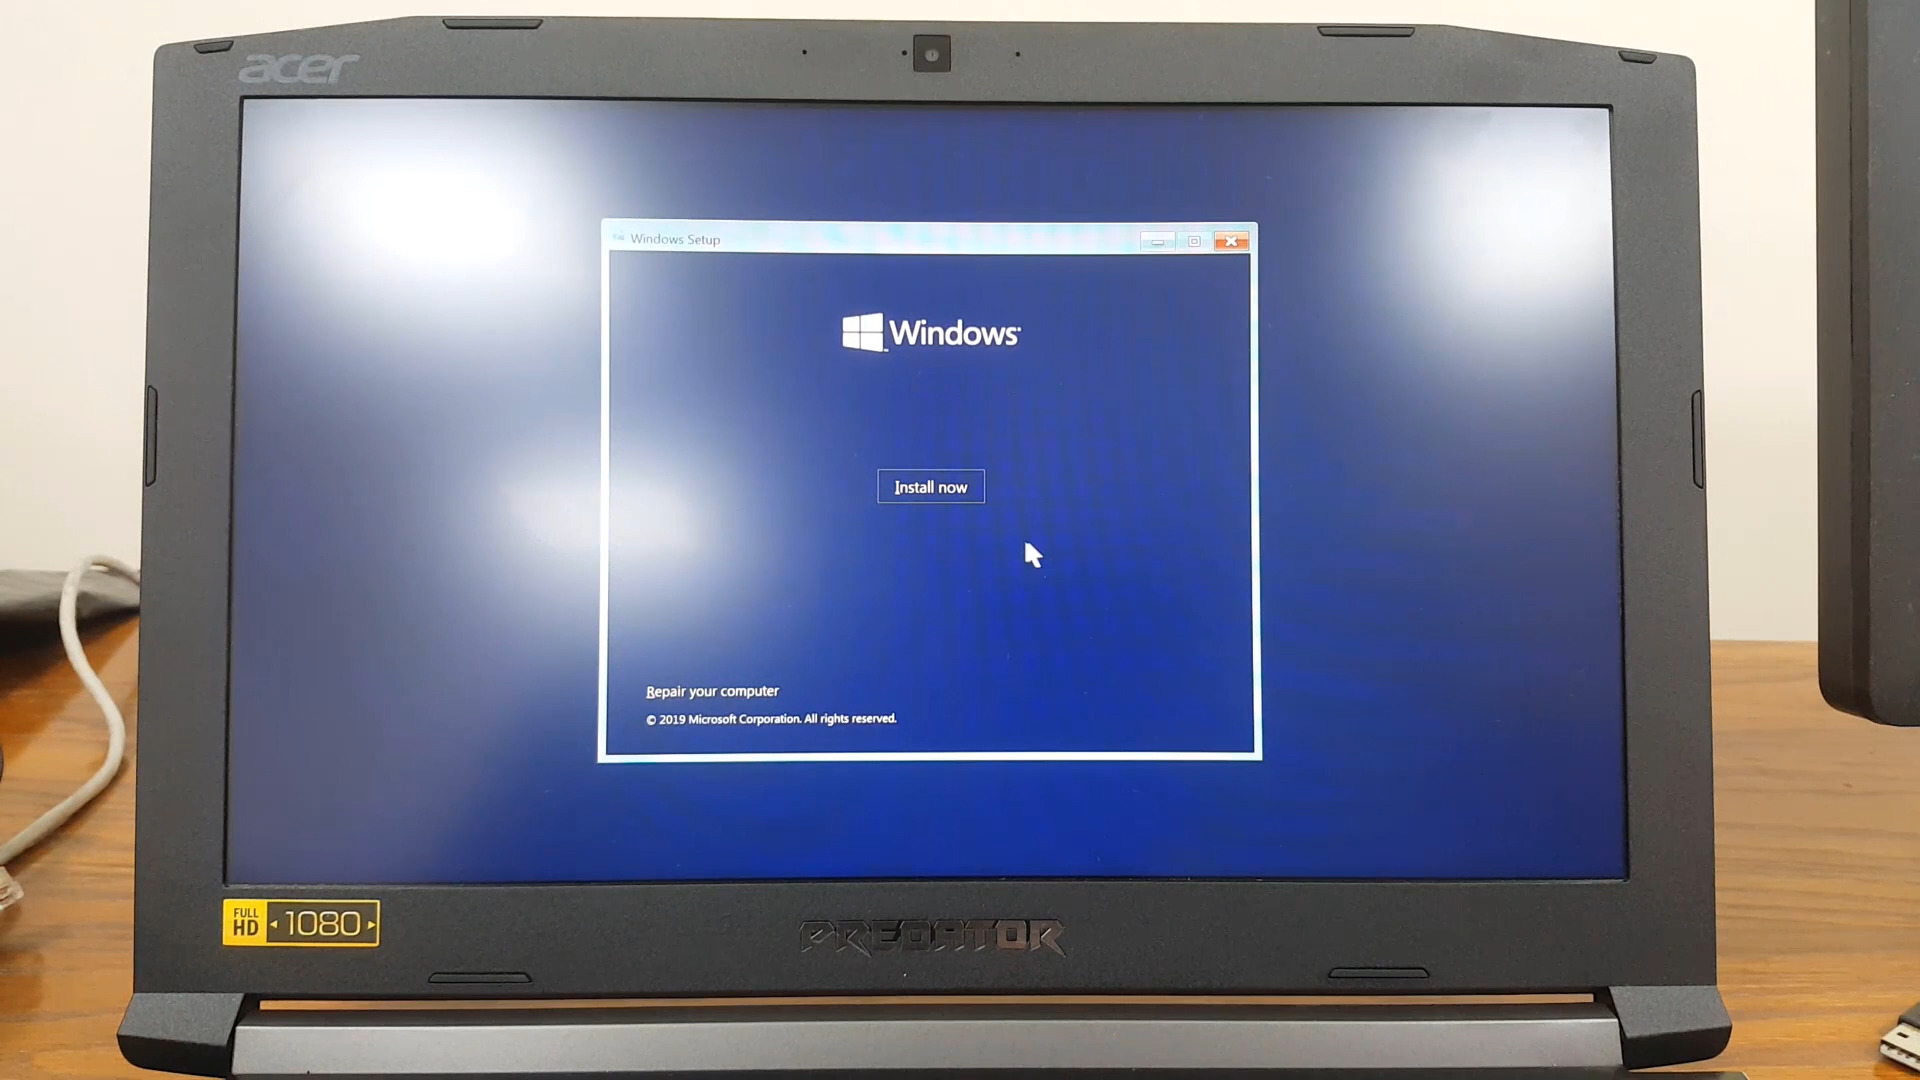 acer
Windows Setup
Windows
Install now
Repair your computer
© 2019 Microsoft Corporation. All rights reserved.
FULL HD 1080
PREDATOR